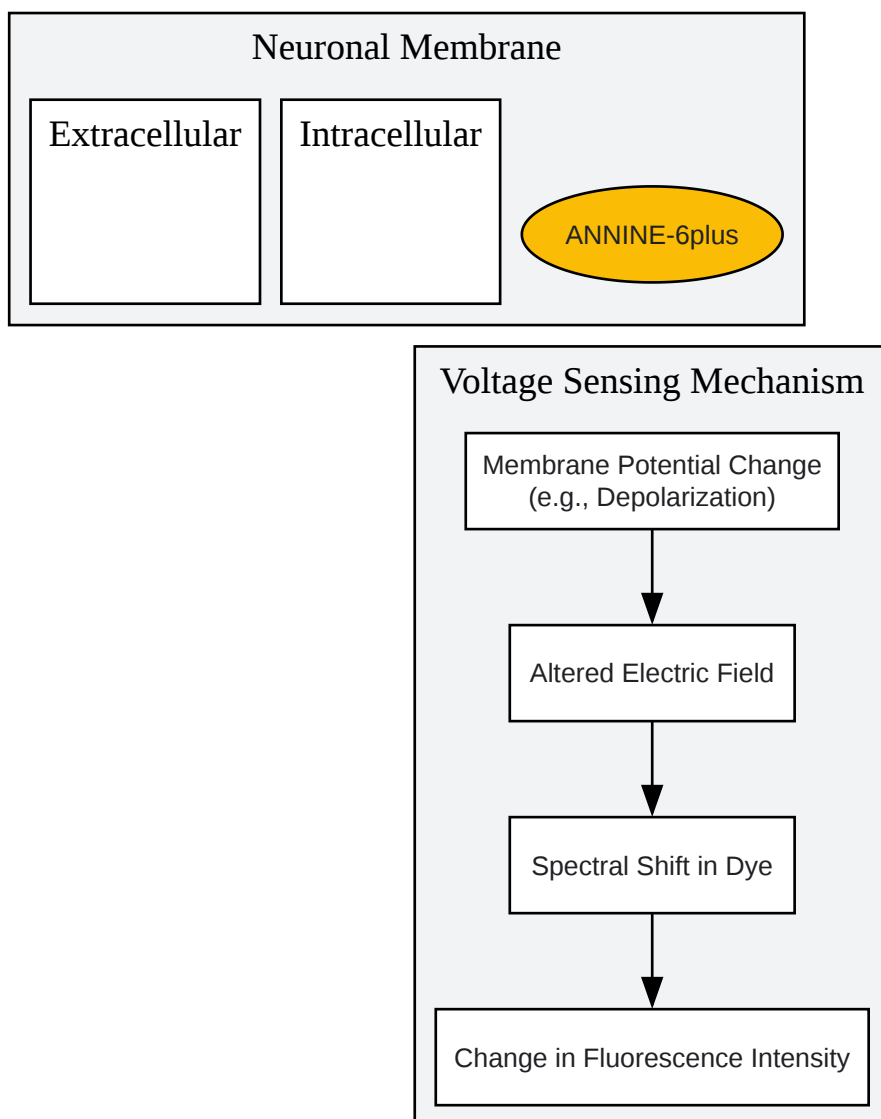 Neuronal Membrane
Extracellular
Intracellular
ANNINE-6plus
Voltage Sensing Mechanism
Membrane Potential Change
(e.g., Depolarization)
Altered Electric Field
Spectral Shift in Dye
Change in Fluorescence Intensity